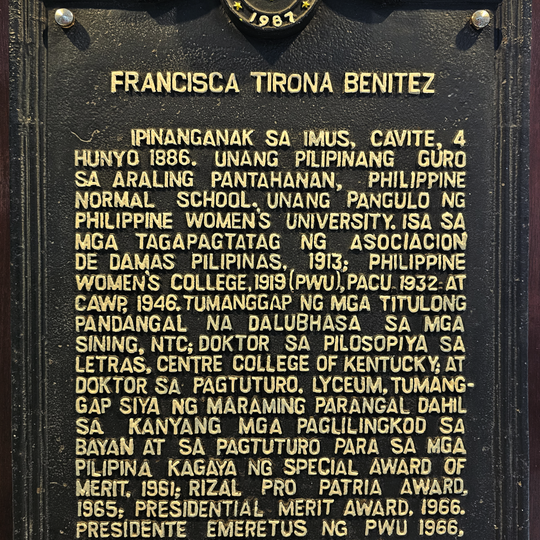 1987
FRANCISCA TIRONA BENITEZ
IPINANGANAK SA IMUS, CAVITE, 4
HUNYO 1886. UNANG PILIPINANG GURO
SA ARALING PANTAHANAN, PHILIPPINE
NORMAL SCHOOL. UNANG PANGULO NG
PHILIPPINE WOMEN'S UNIVERSITY. ISA SA
MGA TAGAPAGTATAG NG ASOCIACION
DE DAMAS PILIPINAS, 1913; PHILIPPINE
WOMEN'S COLLEGE, 1919 (PWU), PACU. 1932 AT
CAWP, 1946. TUMANGGAP NG MGA TITULONG
PANDANGAL NA DALUBHASA SA MGA
SINING, NTC; DOKTOR SA PILOSOPIYA SA
LETRAS, CENTRE COLLEGE OF KENTUCKY; AT
DOKTOR SA PAGTUTURO. LYCEUM, TUMANG-
GAP SIYA NG MARAMING PARANGAL DAHIL
SA KANYANG MGA PAGLILINGKOD SA
BAYAN AT SA PAGTUTURO PARA SA MGA
PILIPINA KAGAYA NG SPECIAL AWARD OF
MERIT, 1961; RIZAL PRO PATRIA AWARD,
1965; PRESIDENTIAL MERIT AWARD, 1966.
PRESIDENTE EMERETUS NG PWU 1966,